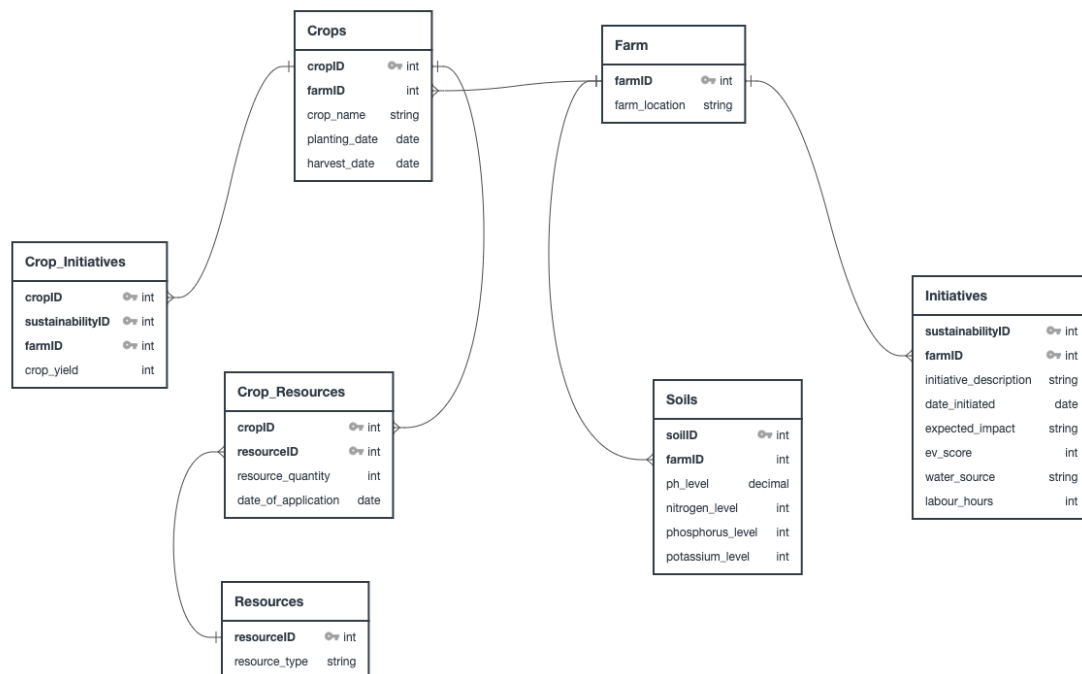 Crops
cropID int
farmID int
crop_name string
planting_date date
harvest_date date
Farm
farmID int
farm_location string
Crop_Initiatives
cropID int
sustainabilityID int
farmID int
crop_yield int
Initiatives
sustainabilityID int
farmID int
initiative_description string
date_initiated date
expected_impact string
ev_score int
water_source string
labour_hours int
Crop_Resources
cropID int
resourceID int
resource_quantity int
date_of_application date
Soils
soilID int
farmID int
ph_level decimal
nitrogen_level int
phosphorus_level int
potassium_level int
Resources
resourceID int
resource_type string